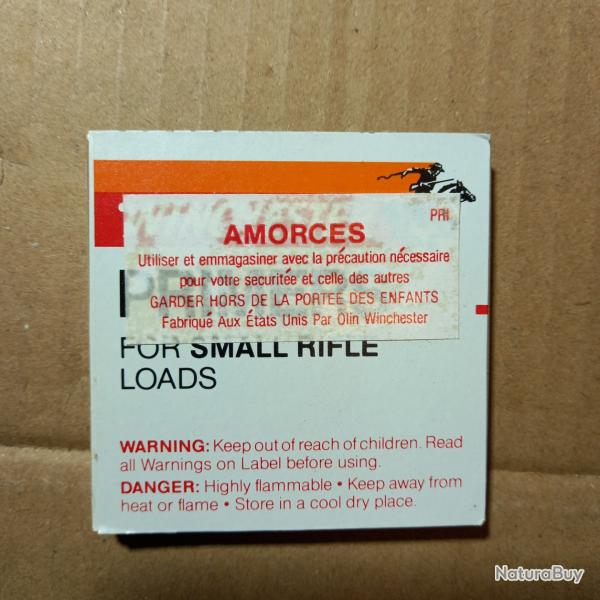 PRI
AMORCES
Utiliser et emmagasiner avec la précaution nécessaire
pour votre securitée et celle des autres
GARDER HORS DE LA PORTEE DES ENFANTS
Fabriqué Aux États Unis Par Olin Winchester
FOR SMALL RIFLE
LOADS
WARNING: Keep out of reach of children. Read
all Warnings on Label before using.
DANGER: Highly flammable • Keep away from
heat or flame • Store in a cool dry place.
NaturaBuy